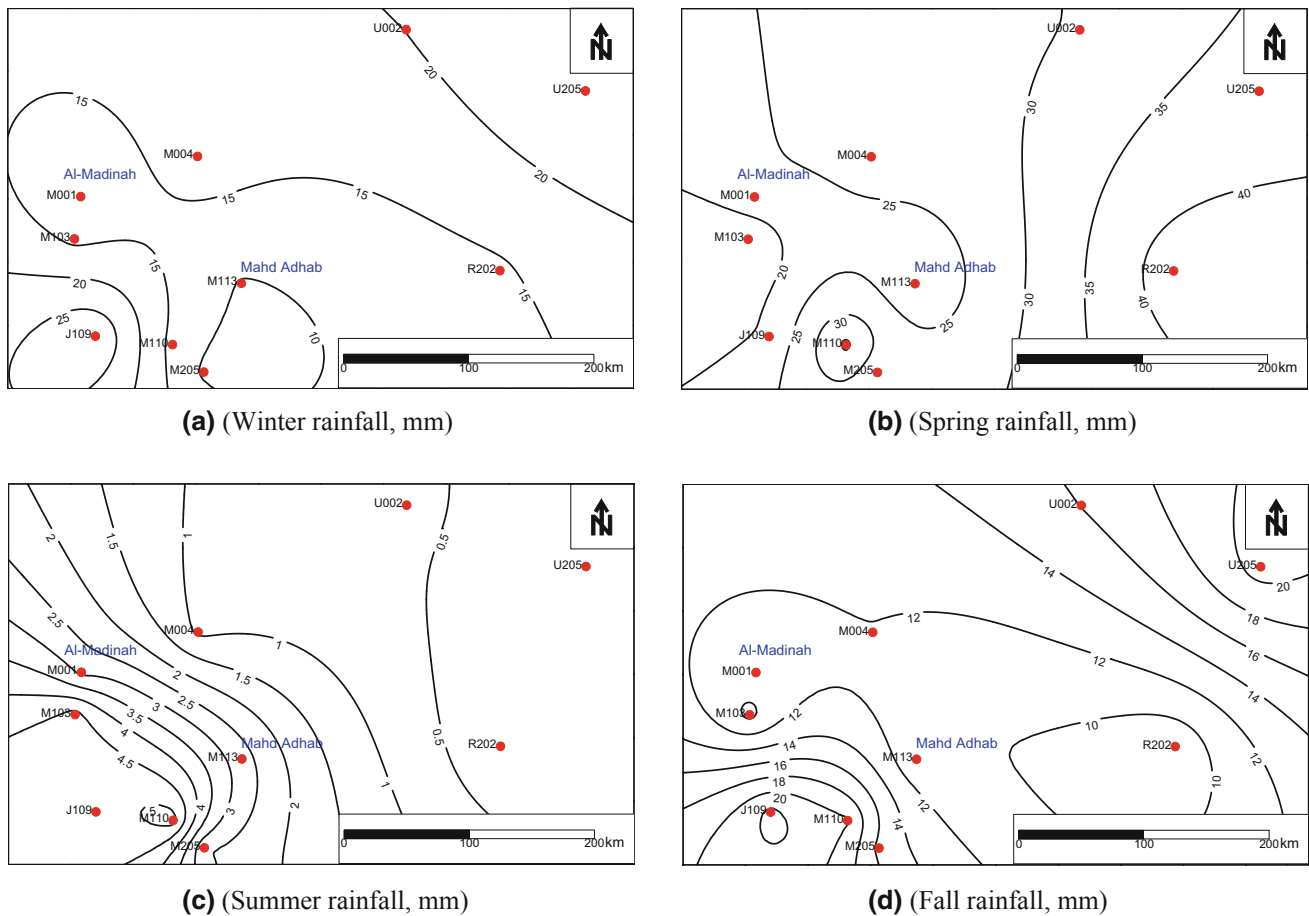 U002
N
20
U205
15
M004
Al-Madinah
M001
15
15
20
M103
15
Mahd Adhab
R202
20
M113
15
25
J109
10
M110
M205
0 100 200km
(a) (Winter rainfall, mm)
U002
N
30
35
U205
M004
Al-Madinah
M001
25
40
M103
20
Mahd Adhab
R202
M113
35
30
40
30
25
J109
25
M110
M205
0 100 200km
(b) (Spring rainfall, mm)
U002
N
2
1.5
1
0.5
U205
2.5
M004
Al-Madinah
1
M001
2
1.5
3
2.5
M103
3.5
4
Mahd Adhab
0.5
R202
4.5
M113
1
J109
5
4
3
2
M110
M205
0 100 200km
(c) (Summer rainfall, mm)
U002
N
14
U205
20
12
18
M004
Al-Madinah
12
16
M001
14
M103
12
10
14
Mahd Adhab
R202
16
M113
10
18
12
20
J109
14
M110
M205
0 100 200km
(d) (Fall rainfall, mm)